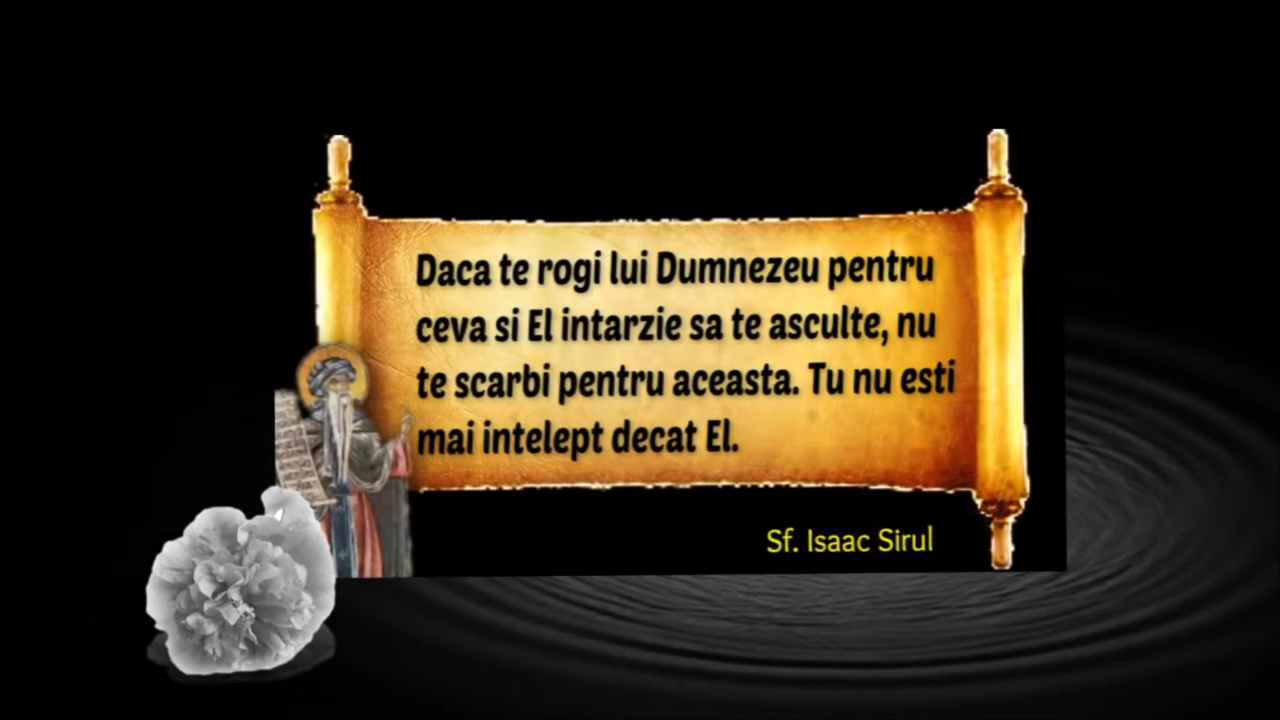 Daca te rogi lui Dumnezeu pentru
ceva si El intarzie sa te asculte, nu
te scarbi pentru aceasta. Tu nu esti
mai intelept decat El.
Sf. Isaac Sirul